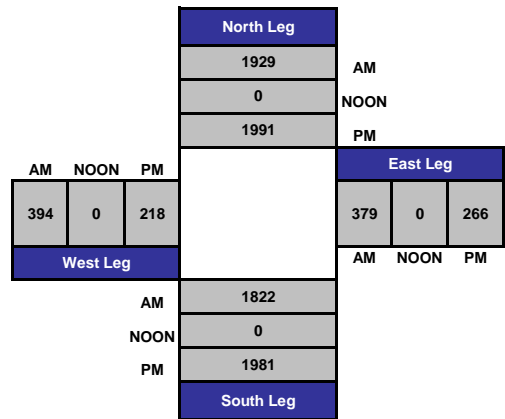 North Leg
1929
AM
0
NOON
1991
PM
AM NOON PM
East Leg
394 0 218
379 0 266
West Leg
AM NOON PM
AM
1822
NOON
0
PM
1981
South Leg